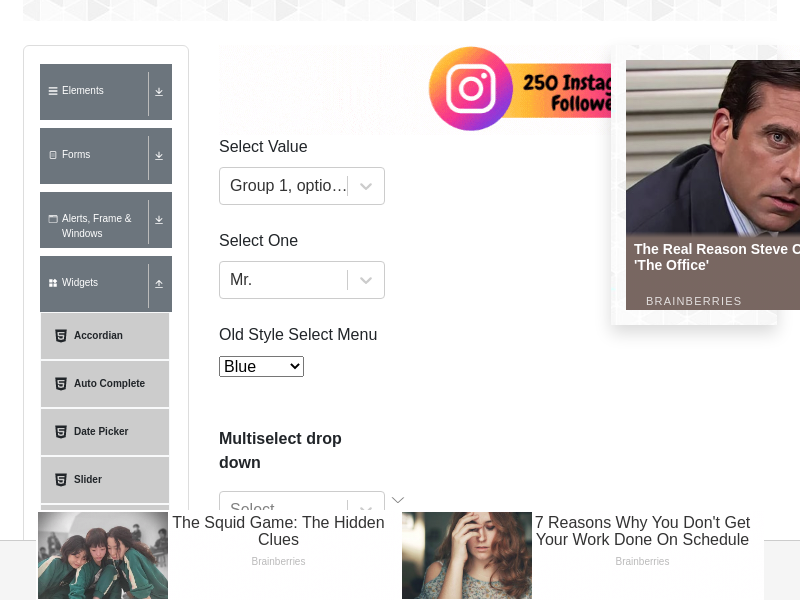 Elements
Forms
Alerts, Frame &
Windows
Widgets
Accordian
Auto Complete
Date Picker
Slider
250 Instag
Followe
Select Value
Group 1, optio…
Select One
Mr.
Old Style Select Menu
Blue
Multiselect drop
down
Select...
The Real Reason Steve C
'The Office'
BRAINBERRIES
The Squid Game: The Hidden
Clues
Brainberries
7 Reasons Why You Don't Get
Your Work Done On Schedule
Brainberries